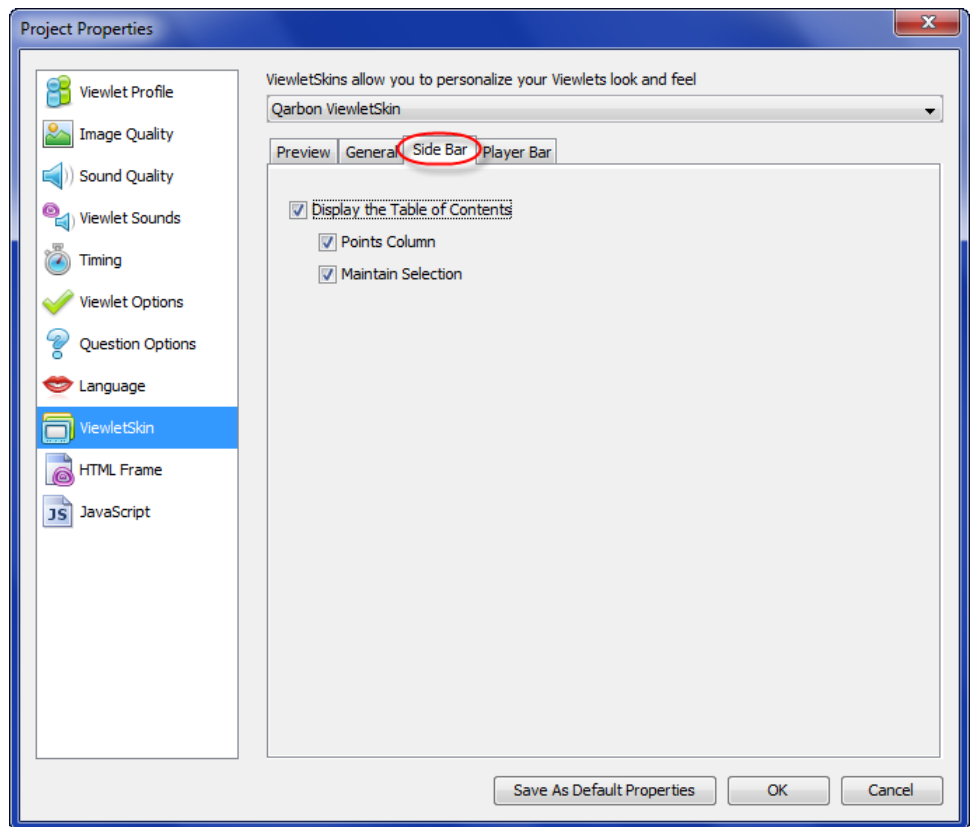 Project Properties
Viewlet Profile
Image Quality
Sound Quality
Viewlet Sounds
Timing
Viewlet Options
Question Options
Language
ViewletSkin
HTML Frame
JS JavaScript
ViewletSkins allow you to personalize your Viewlets look and feel
Qarbon ViewletSkin
Preview General Side Bar Player Bar
Display the Table of Contents
Points Column
Maintain Selection
Save As Default Properties OK Cancel